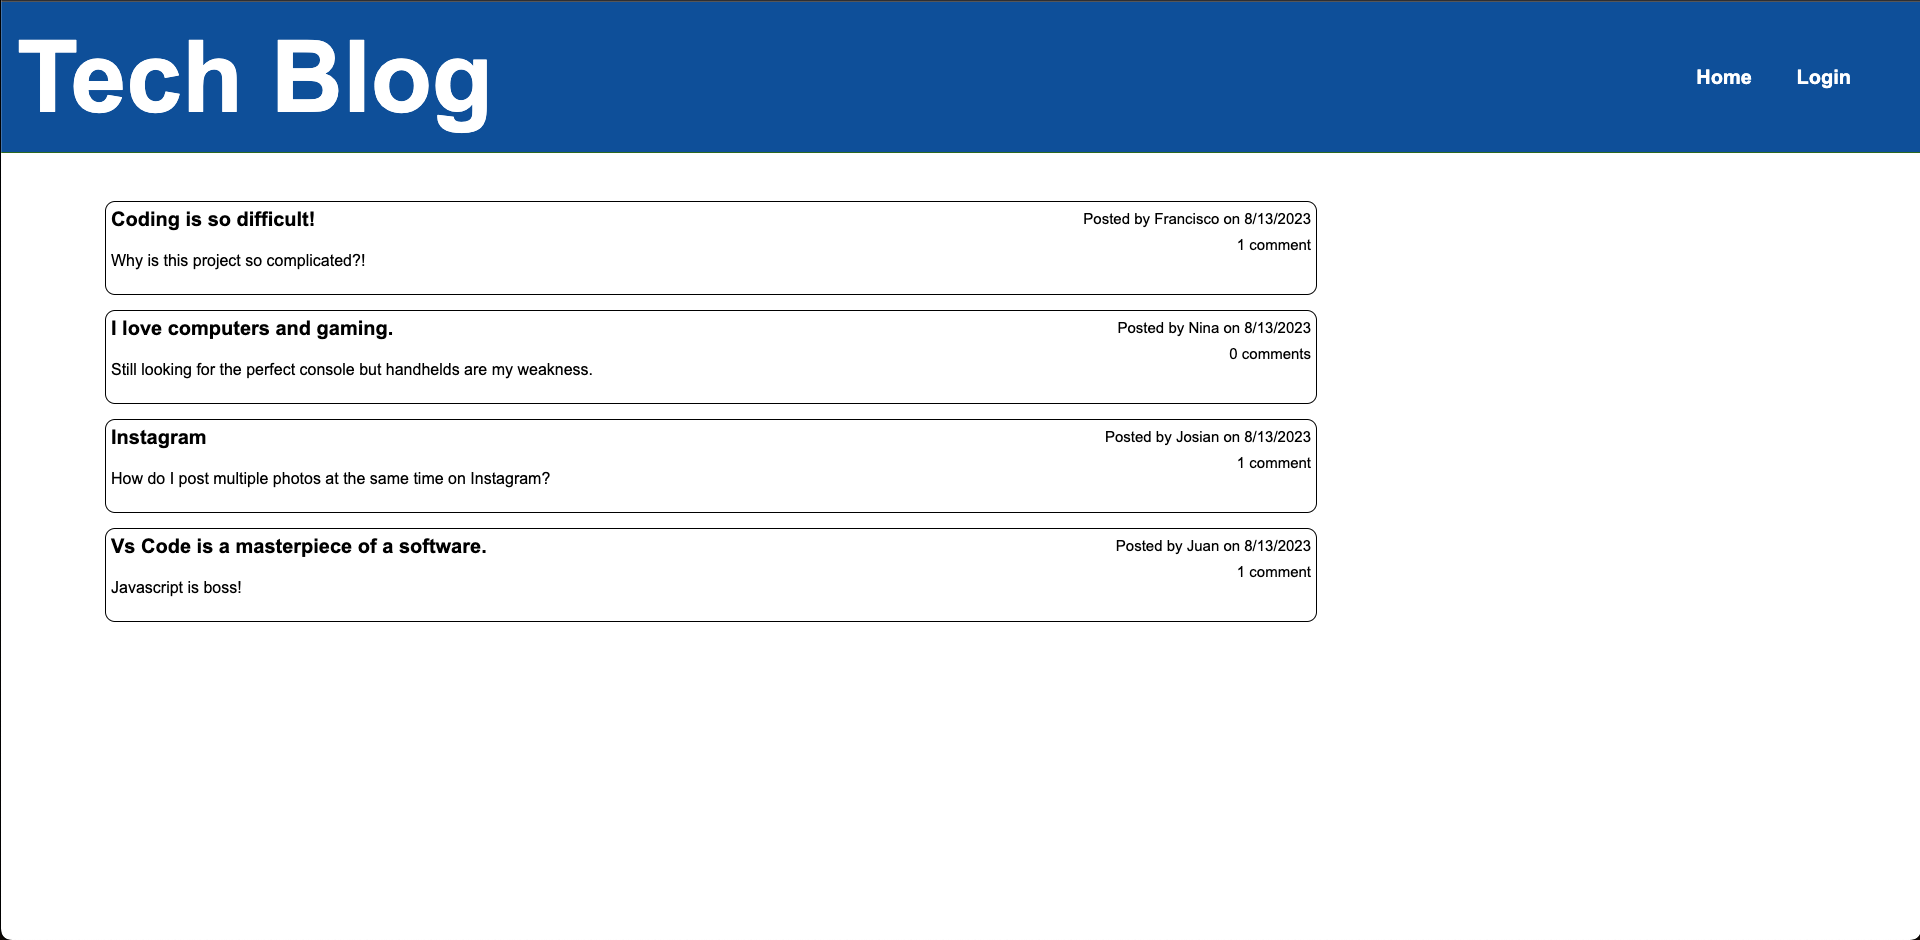 Tech Blog
Home
Login
Coding is so difficult!
Posted by Francisco on 8/13/2023
1 comment
Why is this project so complicated?!
I love computers and gaming.
Posted by Nina on 8/13/2023
0 comments
Still looking for the perfect console but handhelds are my weakness.
Instagram
Posted by Josian on 8/13/2023
1 comment
How do I post multiple photos at the same time on Instagram?
Vs Code is a masterpiece of a software.
Posted by Juan on 8/13/2023
1 comment
Javascript is boss!